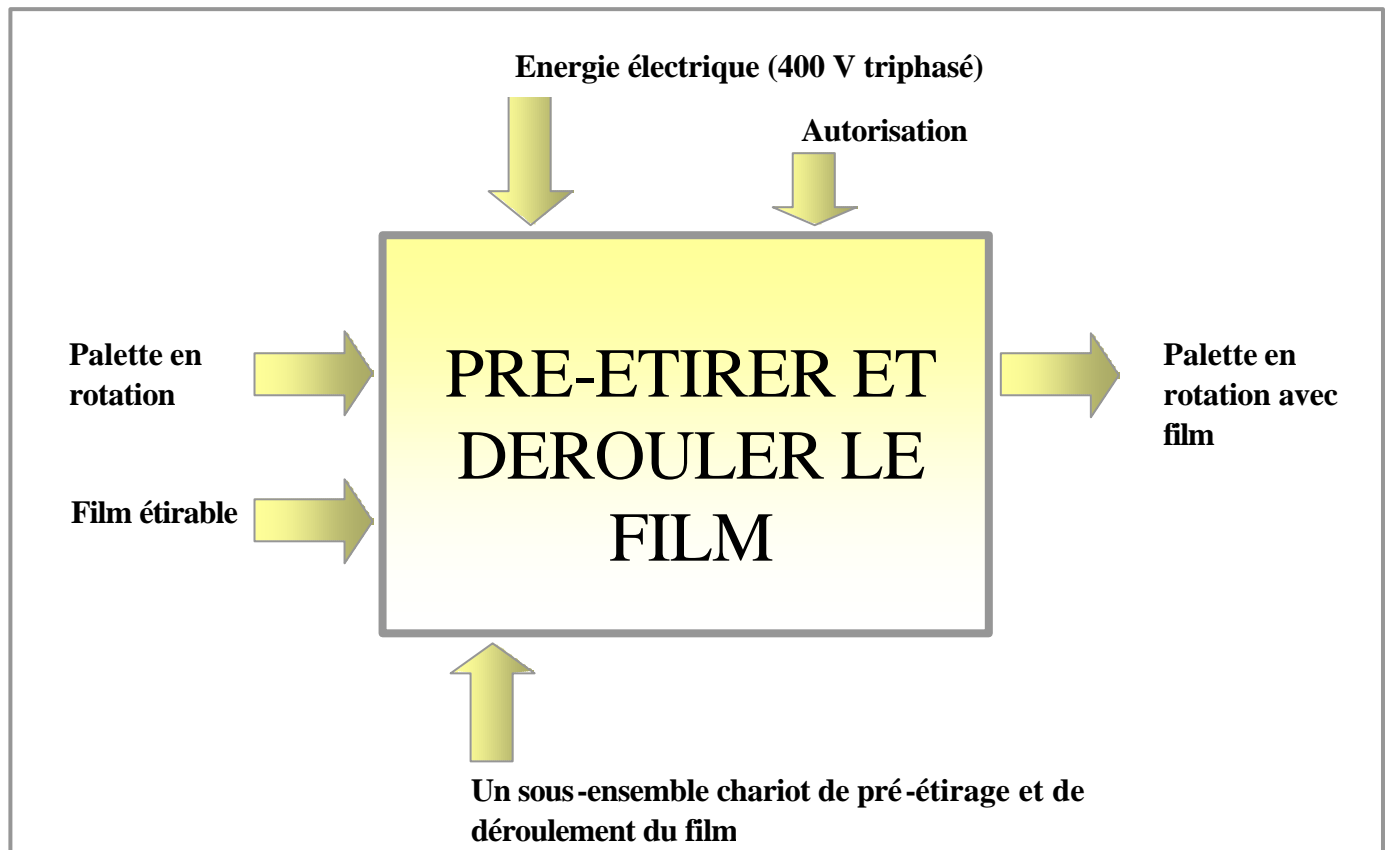 Energie électrique (400 V triphasé)
Autorisation
Palette en
rotation
Film étirable
PRE-ETIRER ET
DEROULER LE
FILM
Palette en
rotation avec
film
Un sous-ensemble chariot de pré-étirage et de
déroulement du film